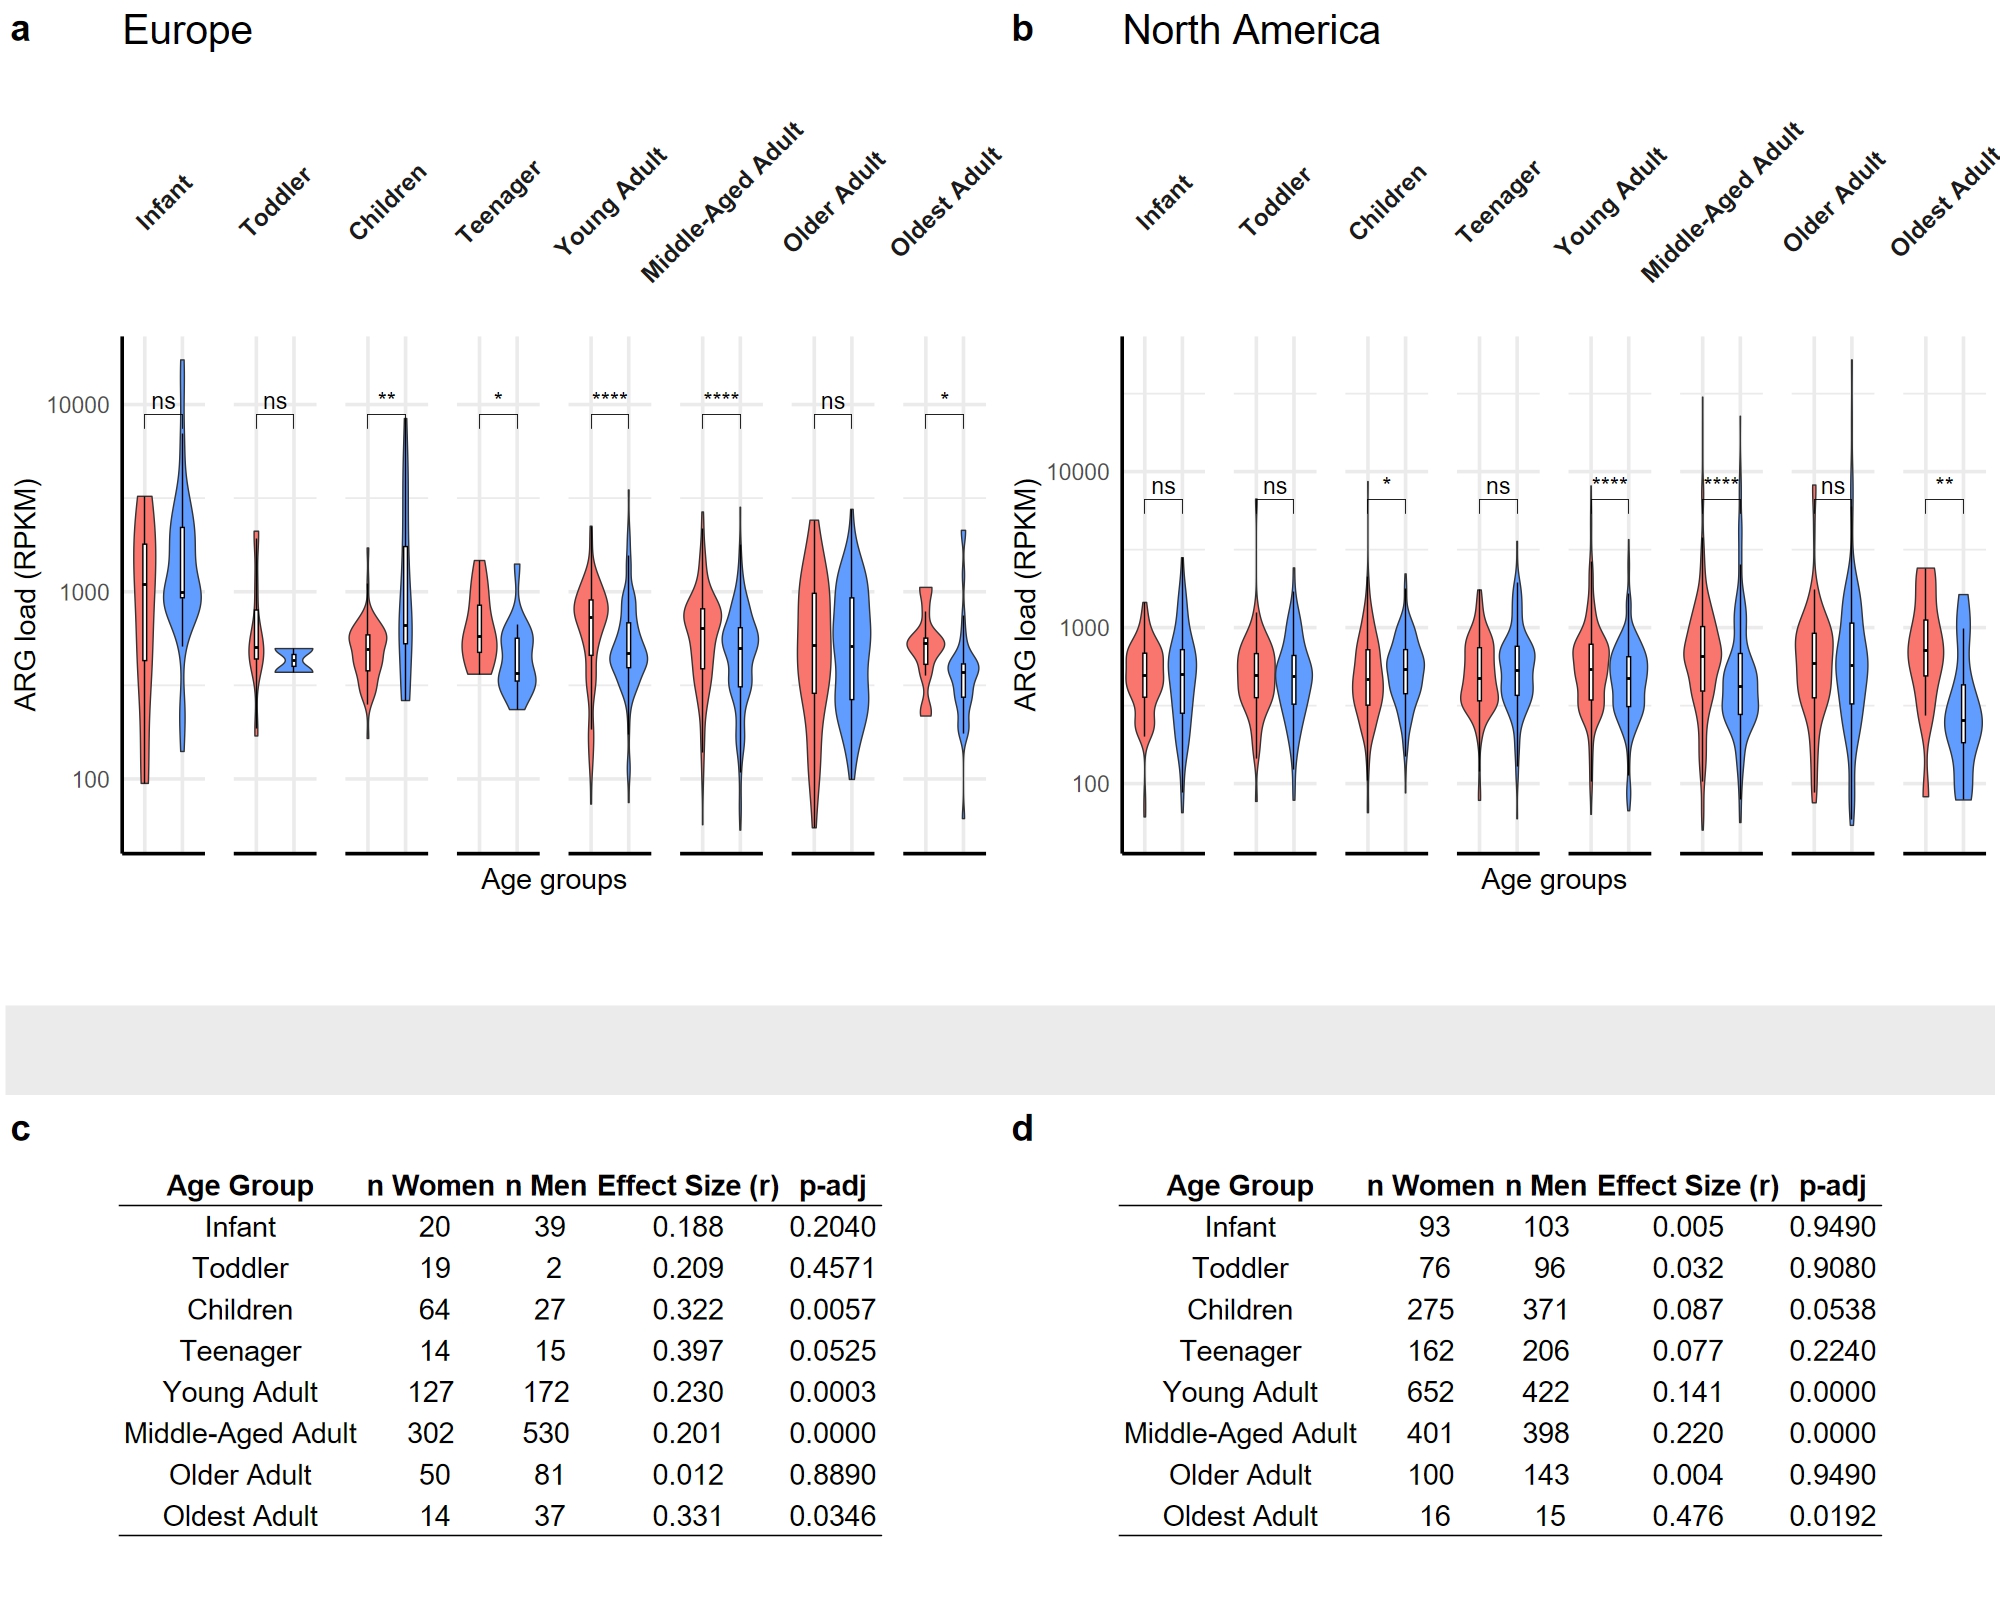 a Europe
b North America
Infant Toddler Children Teenager Young Adult Middle-Aged Adult Older Adult Oldest Adult
Infant Toddler Children Teenager Young Adult Middle-Aged Adult Older Adult Oldest Adult
ARG load (RPKM)
10000
1000
100
ns ns ** * **** **** ns *
Age groups
ARG load (RPKM)
10000
1000
100
ns ns * ns **** **** ns **
Age groups
c
Age Group n Women n Men Effect Size (r) p-adj
Infant 20 39 0.188 0.2040
Toddler 19 2 0.209 0.4571
Children 64 27 0.322 0.0057
Teenager 14 15 0.397 0.0525
Young Adult 127 172 0.230 0.0003
Middle-Aged Adult 302 530 0.201 0.0000
Older Adult 50 81 0.012 0.8890
Oldest Adult 14 37 0.331 0.0346
d
Age Group n Women n Men Effect Size (r) p-adj
Infant 93 103 0.005 0.9490
Toddler 76 96 0.032 0.9080
Children 275 371 0.087 0.0538
Teenager 162 206 0.077 0.2240
Young Adult 652 422 0.141 0.0000
Middle-Aged Adult 401 398 0.220 0.0000
Older Adult 100 143 0.004 0.9490
Oldest Adult 16 15 0.476 0.0192